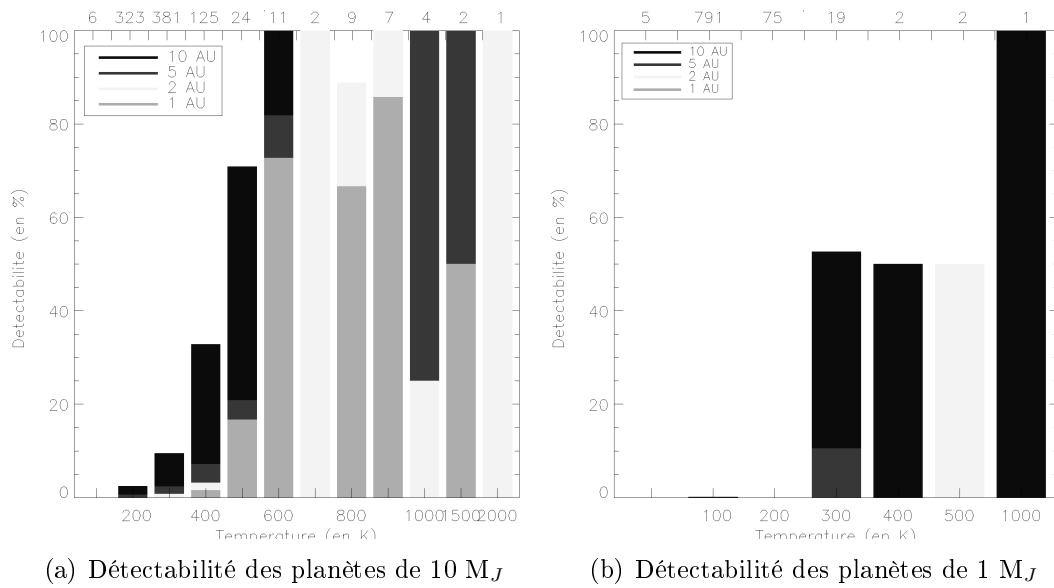 6 323 381 125 24 11 2 9 7 4 2 1
100
80
60
40
20
0
Detectabilite (en %)
10 AU
5 AU
2 AU
1 AU
200 400 600 800 1000 1500 2000
Temperature (en K)
(a) Détectabilité des planètes de 10 M_J
5 791 75 19 2 2 1
100
80
60
40
20
0
Detectabilite (en %)
10 AU
5 AU
2 AU
1 AU
100 200 300 400 500 1000
Temperature (en K)
(b) Détectabilité des planètes de 1 M_J